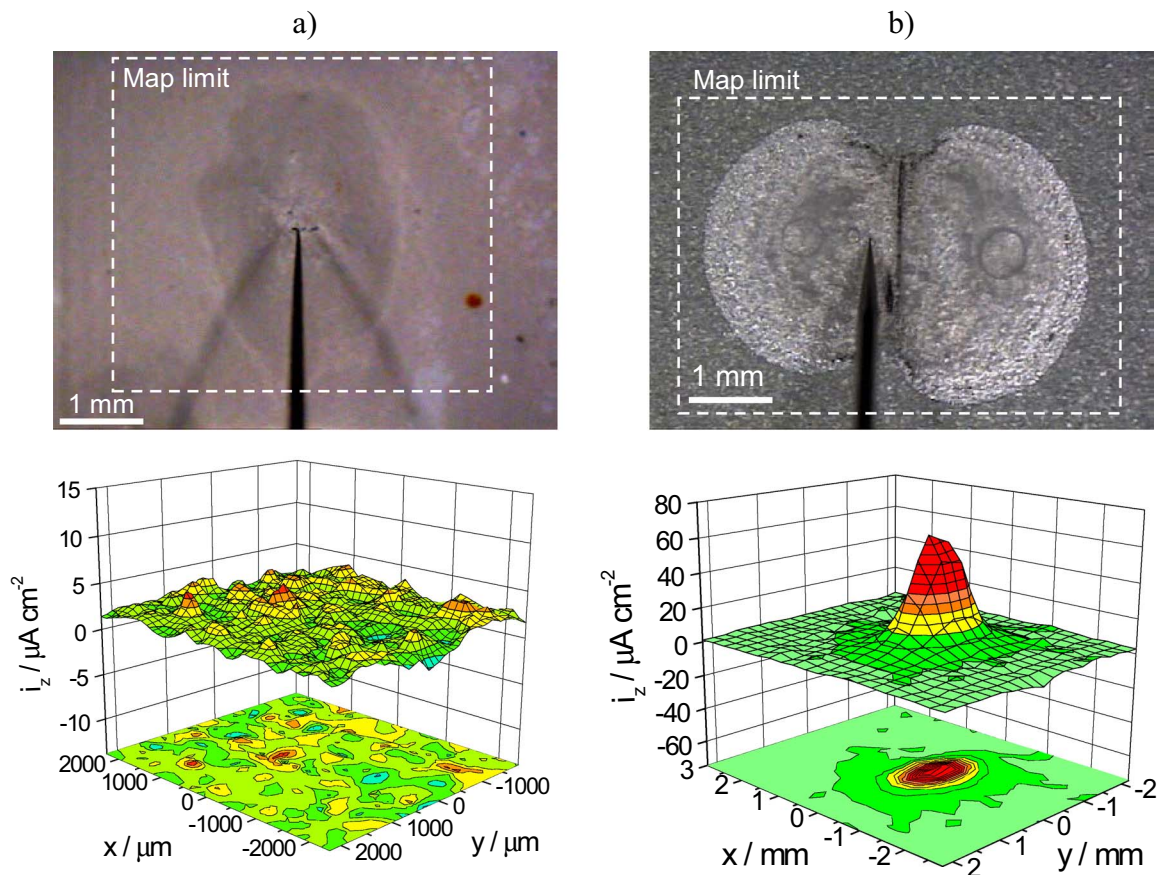 a)
b)
Map limit
1 mm
Map limit
1 mm
15
10
5
0
-5
-10
i_z / µA cm⁻²
2000
1000
0
-1000
-2000
x / µm
-1000
0
1000
2000
y / µm
80
60
40
20
0
-20
-40
-60
i_z / µA cm⁻²
3
2
1
0
-1
-2
x / mm
-2
-1
0
1
2
y / mm